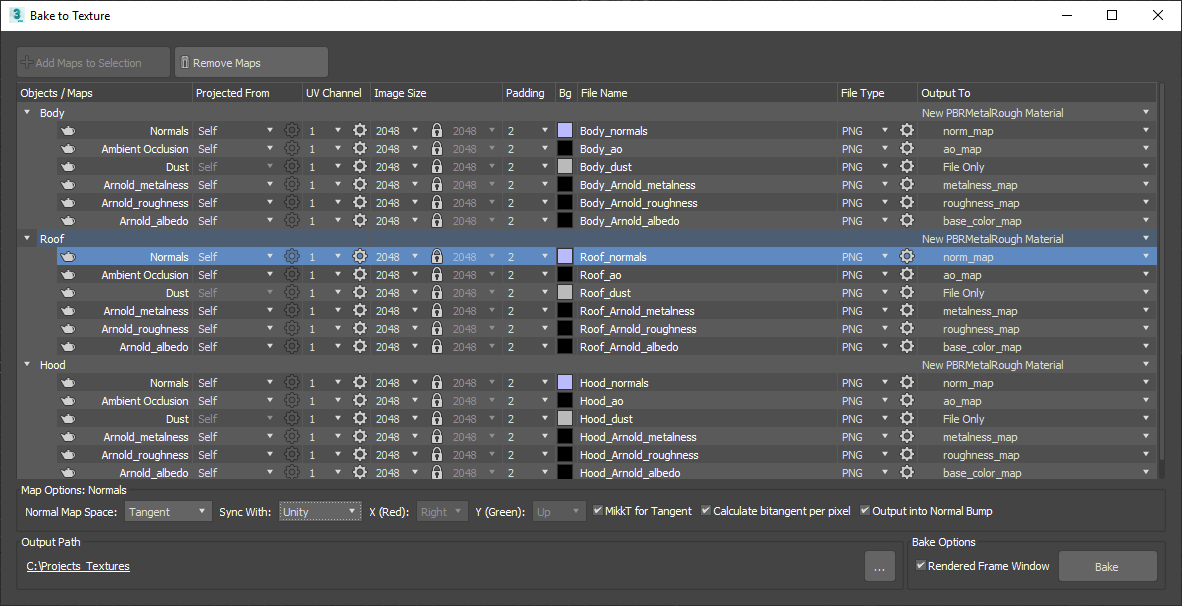 3 Bake to Texture
Add Maps to Selection Remove Maps
Objects / Maps Projected From UV Channel Image Size Padding Bg File Name File Type Output To
Body New PBRMetalRough Material
Normals Self 1 2048 2048 2 Body_normals PNG norm_map
Ambient Occlusion Self 1 2048 2048 2 Body_ao PNG ao_map
Dust Self 1 2048 2048 2 Body_dust PNG File Only
Arnold_metalness Self 1 2048 2048 2 Body_Arnold_metalness PNG metalness_map
Arnold_roughness Self 1 2048 2048 2 Body_Arnold_roughness PNG roughness_map
Arnold_albedo Self 1 2048 2048 2 Body_Arnold_albedo PNG base_color_map
Roof New PBRMetalRough Material
Normals Self 1 2048 2048 2 Roof_normals PNG norm_map
Ambient Occlusion Self 1 2048 2048 2 Roof_ao PNG ao_map
Dust Self 1 2048 2048 2 Roof_dust PNG File Only
Arnold_metalness Self 1 2048 2048 2 Roof_Arnold_metalness PNG metalness_map
Arnold_roughness Self 1 2048 2048 2 Roof_Arnold_roughness PNG roughness_map
Arnold_albedo Self 1 2048 2048 2 Roof_Arnold_albedo PNG base_color_map
Hood New PBRMetalRough Material
Normals Self 1 2048 2048 2 Hood_normals PNG norm_map
Ambient Occlusion Self 1 2048 2048 2 Hood_ao PNG ao_map
Dust Self 1 2048 2048 2 Hood_dust PNG File Only
Arnold_metalness Self 1 2048 2048 2 Hood_Arnold_metalness PNG metalness_map
Arnold_roughness Self 1 2048 2048 2 Hood_Arnold_roughness PNG roughness_map
Arnold_albedo Self 1 2048 2048 2 Hood_Arnold_albedo PNG base_color_map
Map Options: Normals
Normal Map Space: Tangent Sync With: Unity X (Red): Right Y (Green): Up MikkT for Tangent Calculate bitangent per pixel Output into Normal Bump
Output Path Bake Options
C:\Projects_Textures ... Rendered Frame Window Bake